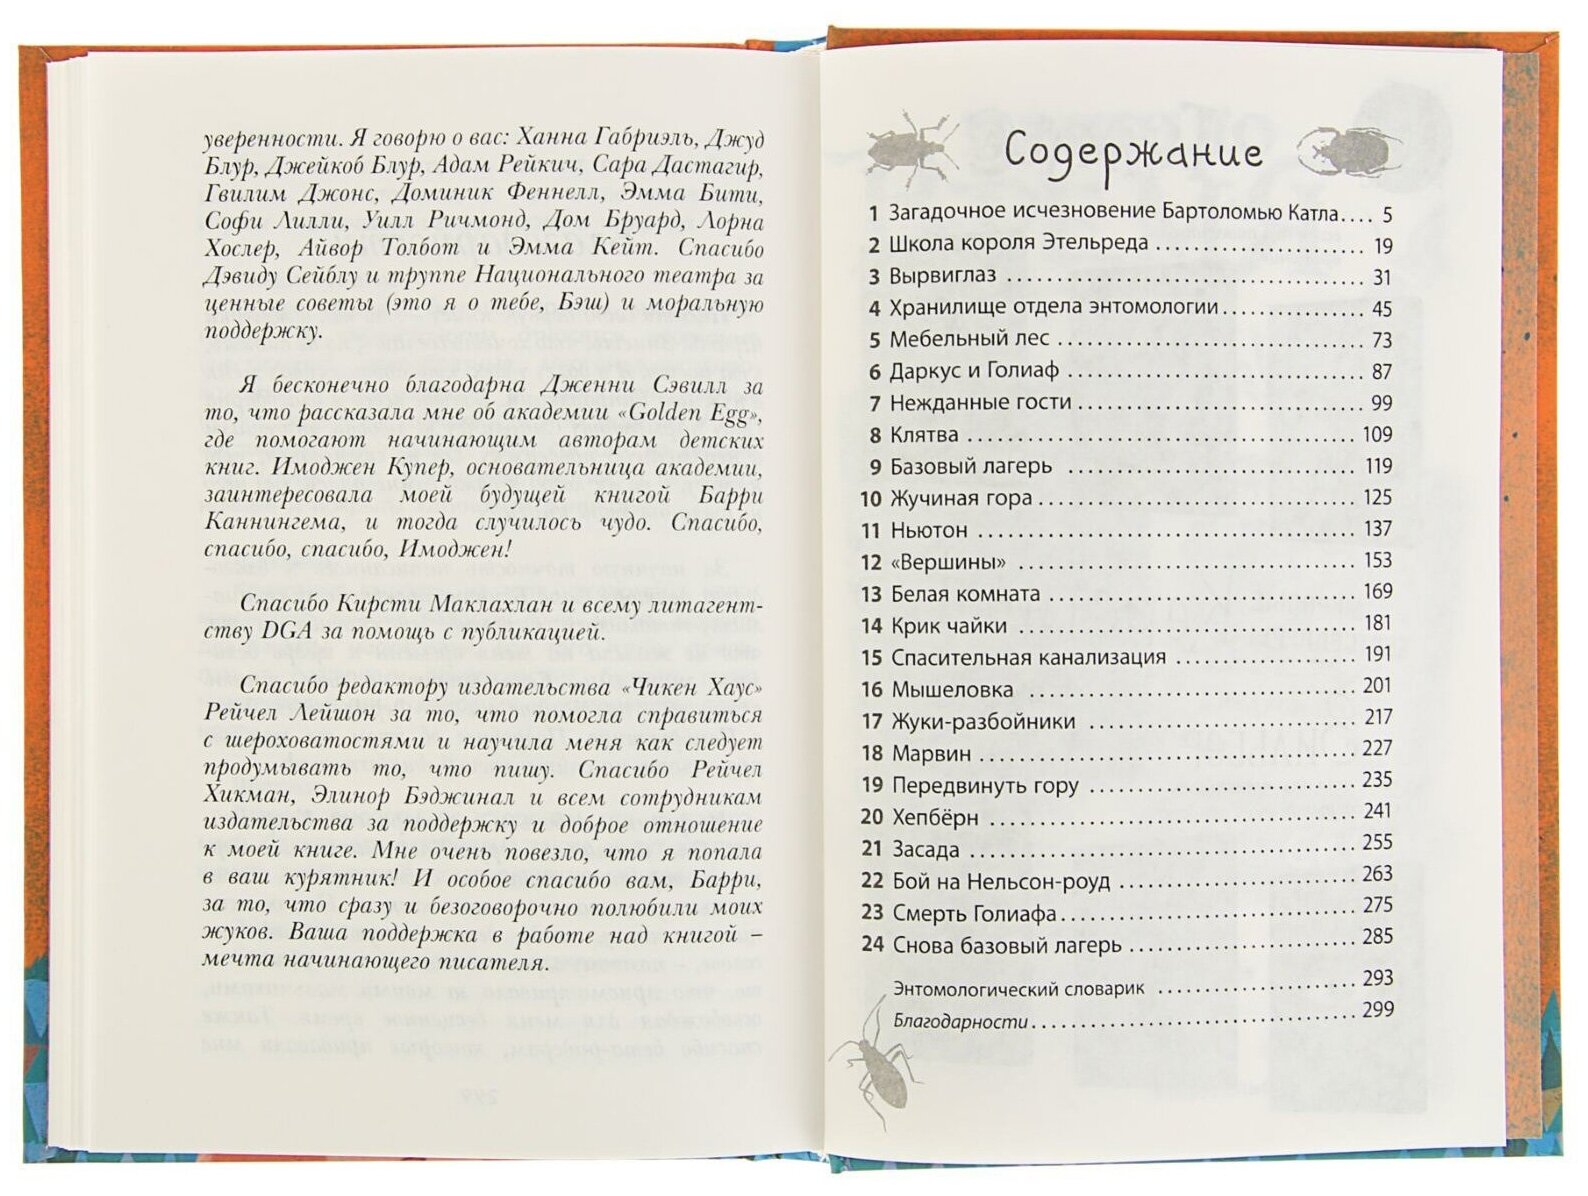 уверенности. Я говорю о вас: Ханна Габриэль, Джуд
Блур, Джейкоб Блур, Адам Рейкич, Сара Дастагир,
Гвилим Джонс, Доминик Феннелл, Эмма Бити,
Софи Лилли, Уилл Ричмонд, Дом Бруард, Лорна
Хослер, Айвор Толбот и Эмма Кейт. Спасибо
Дэвиду Сейблу и труппе Национального театра за
ценные советы (это я о тебе, Бэш) и моральную
поддержку.
Я бесконечно благодарна Дженни Сэвилл за
то, что рассказала мне об академии «Golden Egg»,
где помогают начинающим авторам детских
книг. Имоджен Купер, основательница академии,
заинтересовала моей будущей книгой Барри
Каннингема, и тогда случилось чудо. Спасибо,
спасибо, спасибо, Имоджен!
Спасибо Кирсти Маклахлан и всему литагент-
ству DGA за помощь с публикацией.
Спасибо редактору издательства «Чикен Хаус»
Рейчел Лейшон за то, что помогла справиться
с шероховатостями и научила меня как следует
продумывать то, что пишу. Спасибо Рейчел
Хикман, Элинор Бэджинал и всем сотрудникам
издательства за поддержку и доброе отношение
к моей книге. Мне очень повезло, что я попала
в ваш курятник! И особое спасибо вам, Барри,
за то, что сразу и безоговорочно полюбили моих
жуков. Ваша поддержка в работе над книгой –
мечта начинающего писателя.
Содержание
1 Загадочное исчезновение Бартоломью Катла.... 5
2 Школа короля Этельреда ........................ 19
3 Вырвиглаз ........................................ 31
4 Хранилище отдела энтомологии ................ 45
5 Мебельный лес .................................. 73
6 Даркус и Голиаф ................................. 87
7 Нежданные гости ................................ 99
8 Клятва ............................................ 109
9 Базовый лагерь .................................. 119
10 Жучиная гора .................................... 125
11 Ньютон ........................................... 137
12 «Вершины» ....................................... 153
13 Белая комната ................................... 169
14 Крик чайки ....................................... 181
15 Спасительная канализация ..................... 191
16 Мышеловка ...................................... 201
17 Жуки-разбойники ................................ 217
18 Марвин ........................................... 227
19 Передвинуть гору ................................ 235
20 Хепбёрн .......................................... 241
21 Засада ............................................ 255
22 Бой на Нельсон-роуд ............................ 263
23 Смерть Голиафа .................................. 275
24 Снова базовый лагерь ........................... 285
Энтомологический словарик ..................... 293
Благодарности .................................... 299